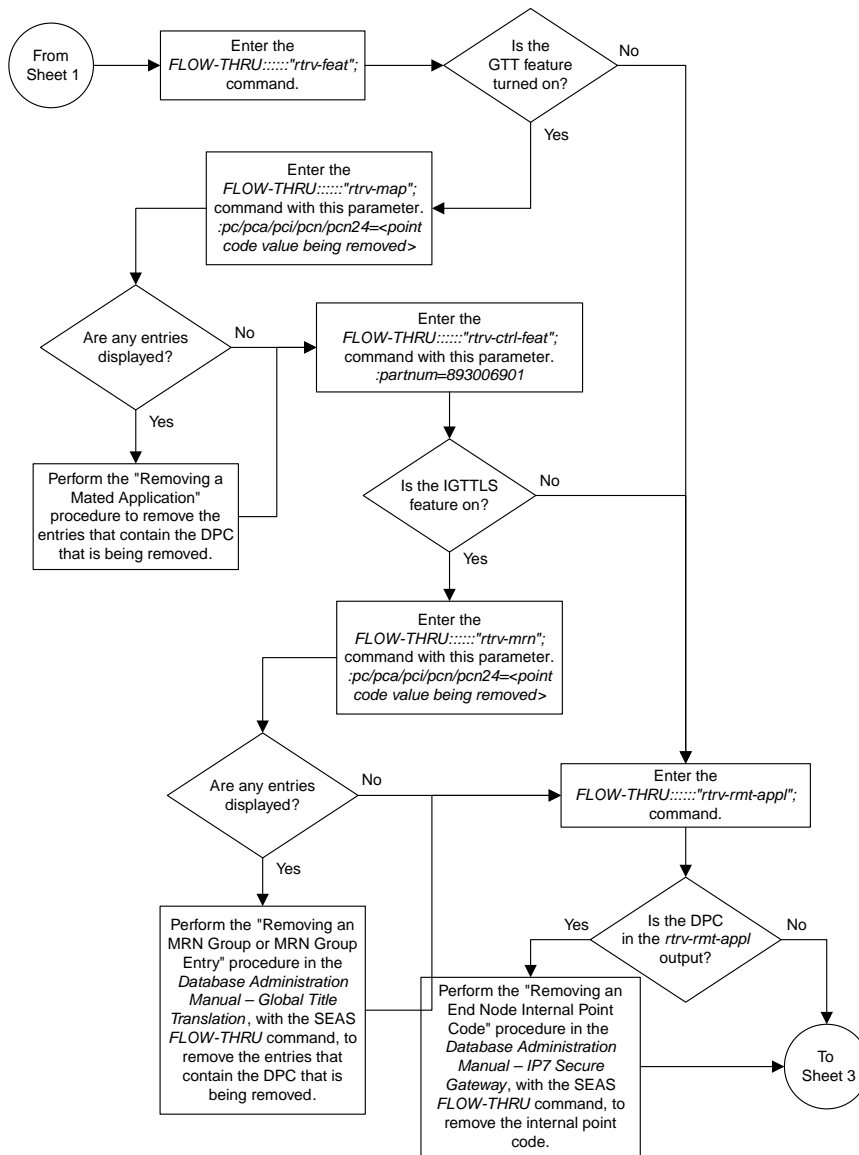 From
Sheet 1
Enter the
FLOW-THRU::::::"rtrv-feat";
command.
Is the
GTT feature
turned on?
No
Yes
Enter the
FLOW-THRU::::::"rtrv-map";
command with this parameter.
:pc/pca/pci/pcn/pcn24=<point
code value being removed>
Are any entries
displayed?
No
Yes
Enter the
FLOW-THRU::::::"rtrv-ctrl-feat";
command with this parameter.
:partnum=893006901
Perform the "Removing a
Mated Application"
procedure to remove the
entries that contain the DPC
that is being removed.
Is the IGTTLS
feature on?
No
Yes
Enter the
FLOW-THRU::::::"rtrv-mrn";
command with this parameter.
:pc/pca/pci/pcn/pcn24=<point
code value being removed>
Are any entries
displayed?
No
Yes
Enter the
FLOW-THRU::::::"rtrv-rmt-appl";
command.
Perform the "Removing an
MRN Group or MRN Group
Entry" procedure in the
Database Administration
Manual – Global Title
Translation, with the SEAS
FLOW-THRU command, to
remove the entries that
contain the DPC that is
being removed.
Is the DPC
in the rtrv-rmt-appl
output?
Yes
No
Perform the "Removing an
End Node Internal Point
Code" procedure in the
Database Administration
Manual – IP7 Secure
Gateway, with the SEAS
FLOW-THRU command, to
remove the internal point
code.
To
Sheet 3